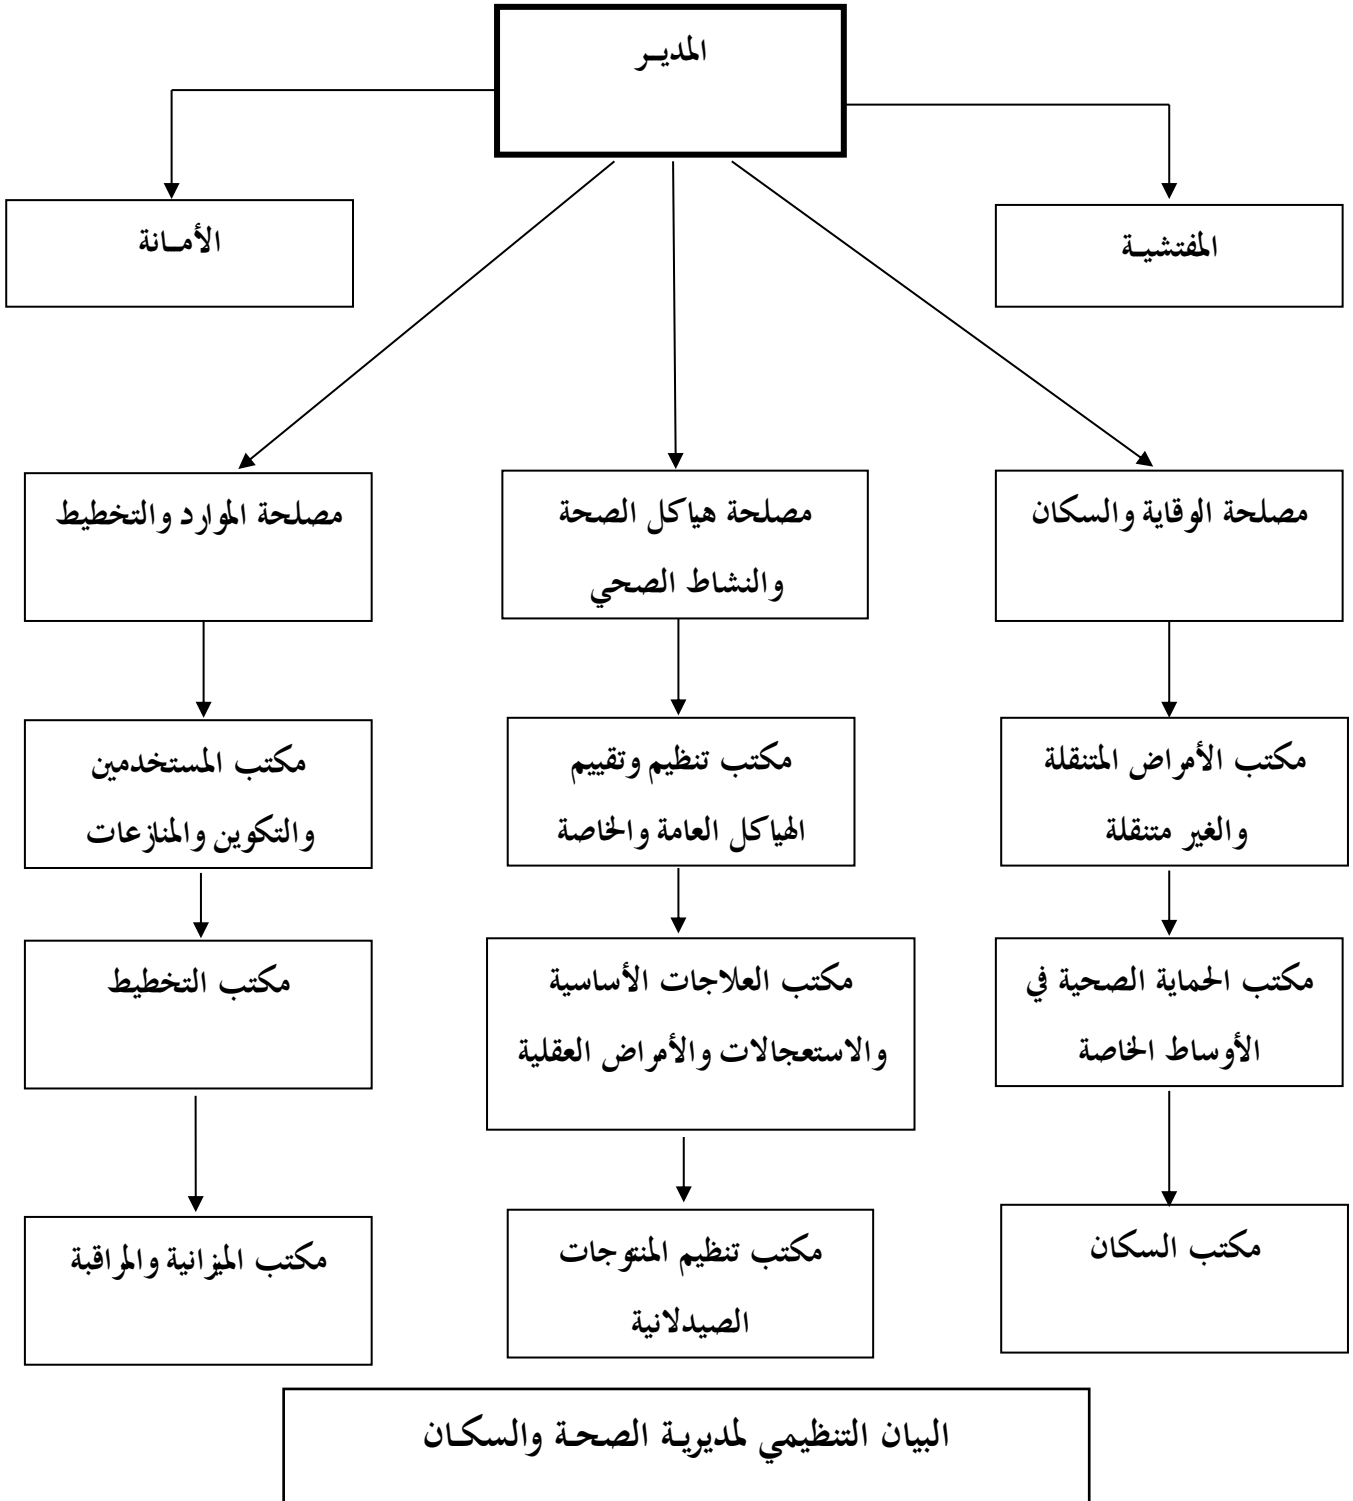 المديـر
المفتشيـة
الأمـانة
مصلحة الوقاية والسكان
مصلحة هياكل الصحة
والنشاط الصحي
مصلحة الموارد والتخطيط
مكتب الأمراض المتنقلة
والغير متنقلة
مكتب تنظيم وتقييم
الهياكل العامة والخاصة
مكتب المستخدمين
والتكوين والمنازعات
مكتب الحماية الصحية في
الأوساط الخاصة
مكتب العلاجات الأساسية
والاستعجالات والأمراض العقلية
مكتب التخطيط
مكتب السكان
مكتب تنظيم المنتوجات
الصيدلانية
مكتب الميزانية والمراقبة
البيان التنظيمي لمديريـة الصحـة والسكـان